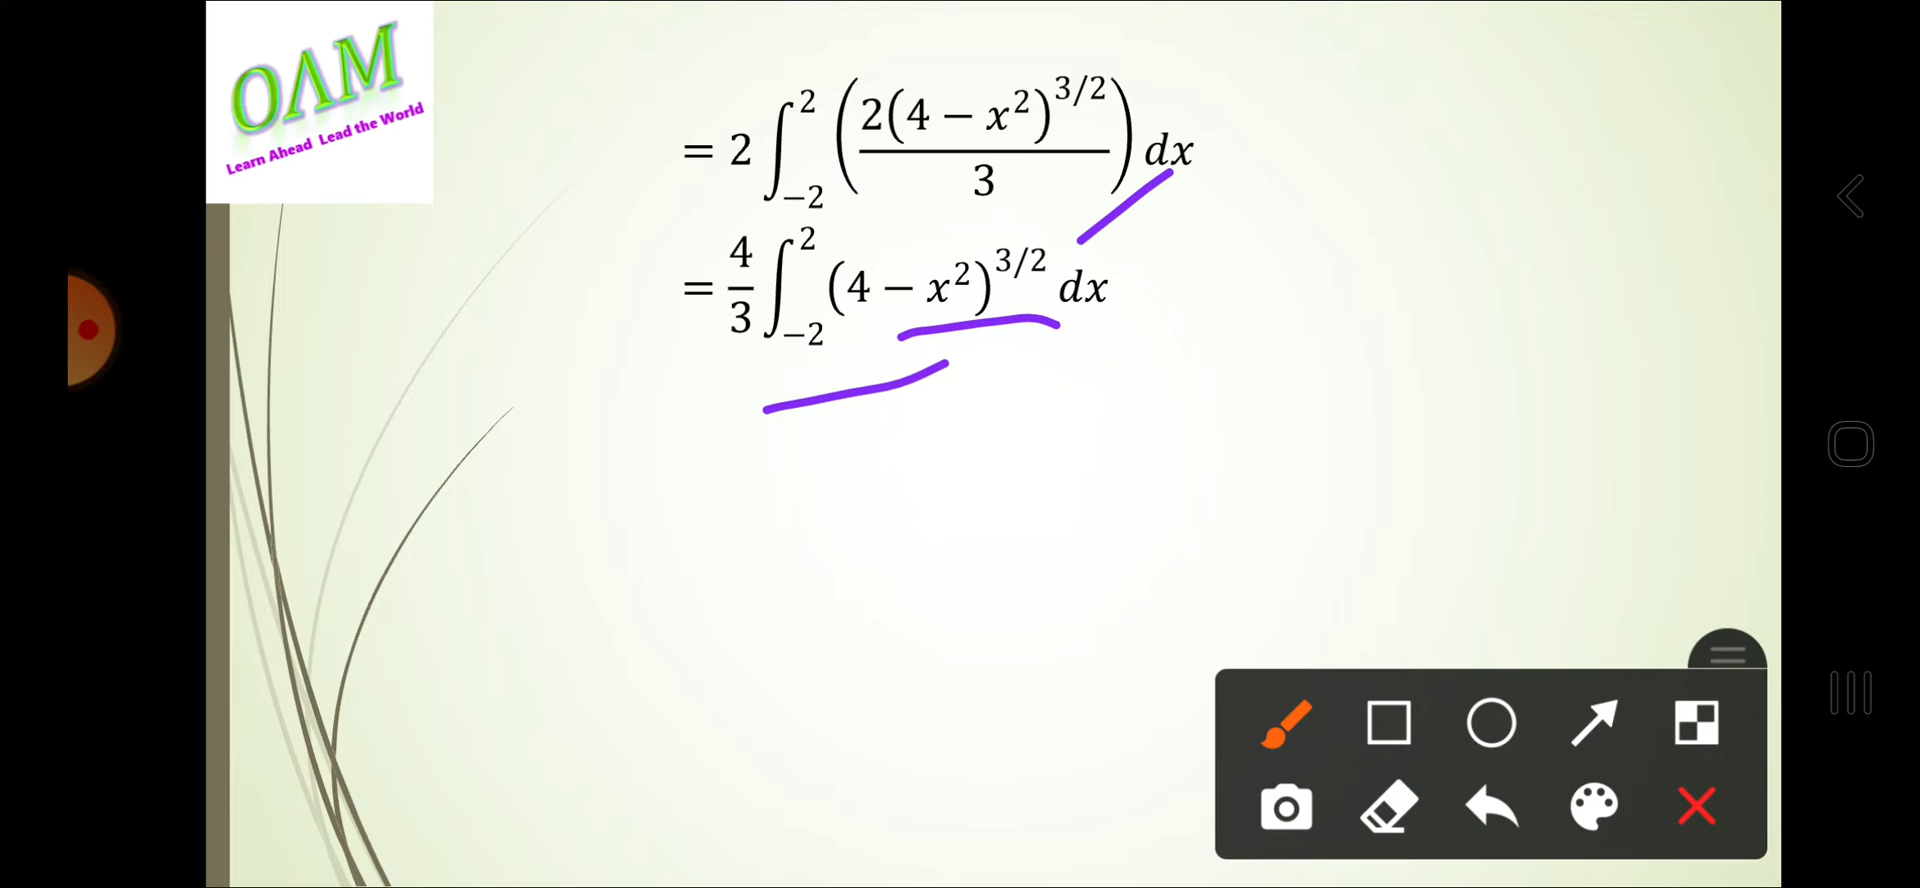 OΛM
Learn Ahead Lead the World
= 2 ∫_{-2}^{2} (2(4 − x²)^{3/2} / 3) dx
= 4/3 ∫_{-2}^{2} (4 − x²)^{3/2} dx